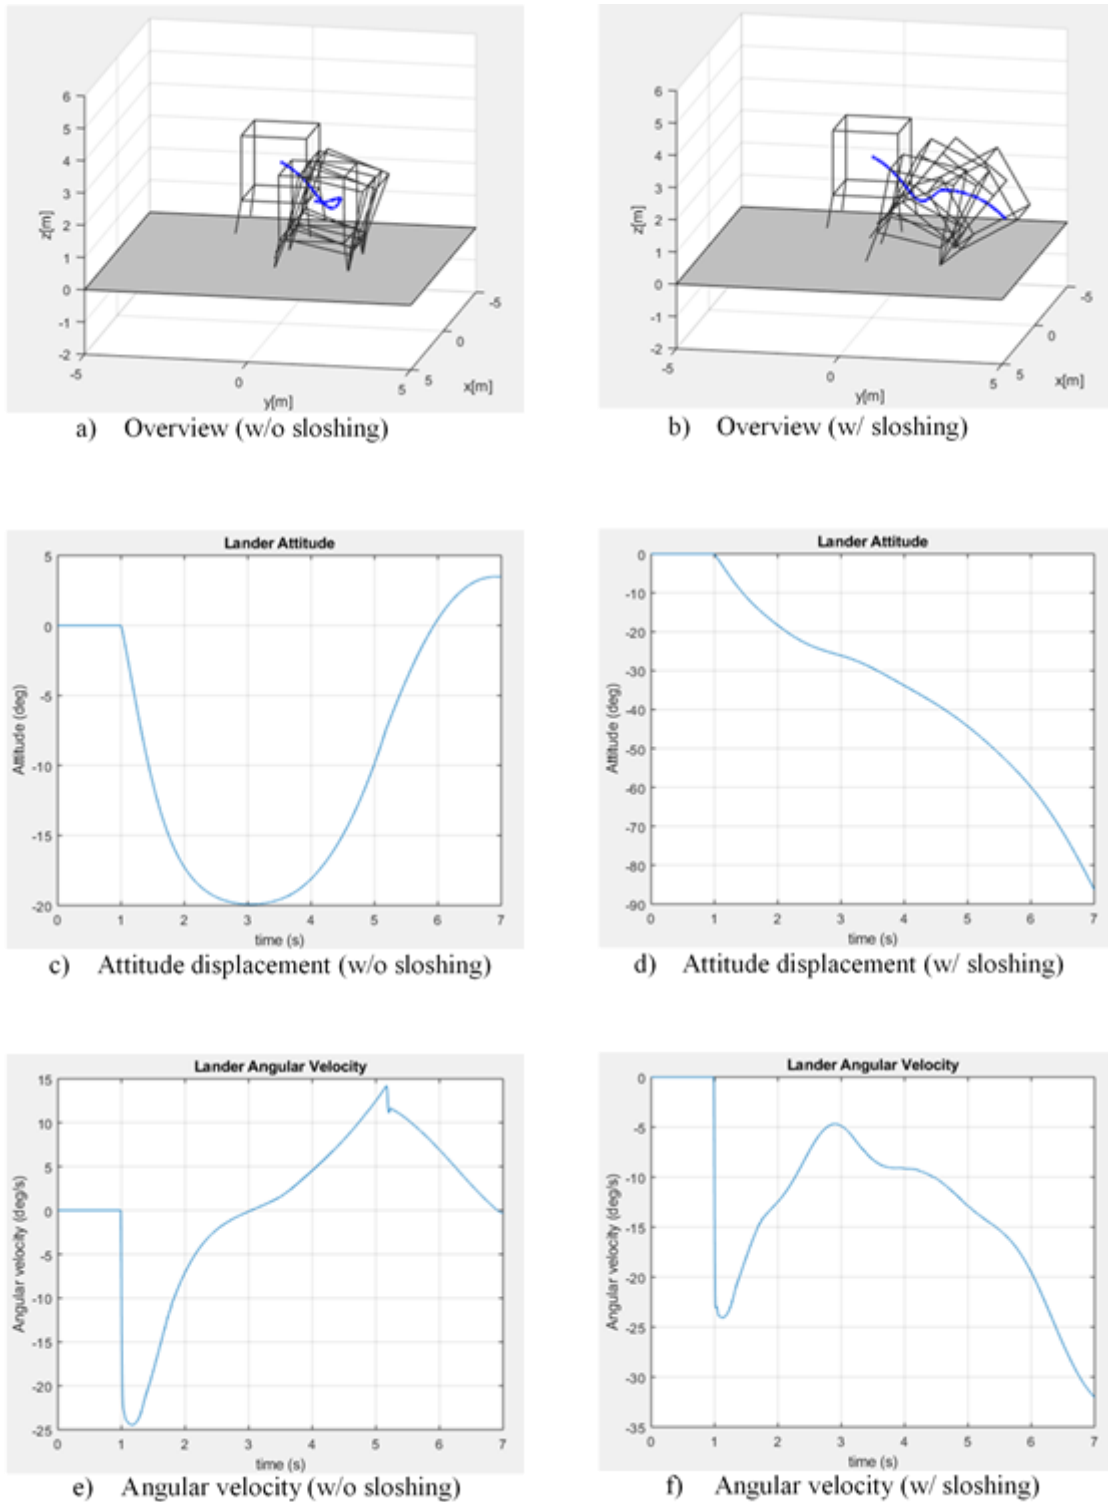 6
5
4
3
2
1
0
-1
-2
z[m]
-5
0
5
y[m]
5
0
-5
x[m]
a) Overview (w/o sloshing)
6
5
4
3
2
1
0
-1
-2
z[m]
-5
0
5
y[m]
5
0
-5
x[m]
b) Overview (w/ sloshing)
Lander Attitude
5
0
-5
-10
-15
-20
Attitude (deg)
0 1 2 3 4 5 6 7
time (s)
c) Attitude displacement (w/o sloshing)
Lander Attitude
0
-10
-20
-30
-40
-50
-60
-70
-80
-90
Attitude (deg)
0 1 2 3 4 5 6 7
time (s)
d) Attitude displacement (w/ sloshing)
Lander Angular Velocity
15
10
5
0
-5
-10
-15
-20
-25
Angular velocity (deg/s)
0 1 2 3 4 5 6 7
time (s)
e) Angular velocity (w/o sloshing)
Lander Angular Velocity
0
-5
-10
-15
-20
-25
-30
-35
Angular velocity (deg/s)
0 1 2 3 4 5 6 7
time (s)
f) Angular velocity (w/ sloshing)